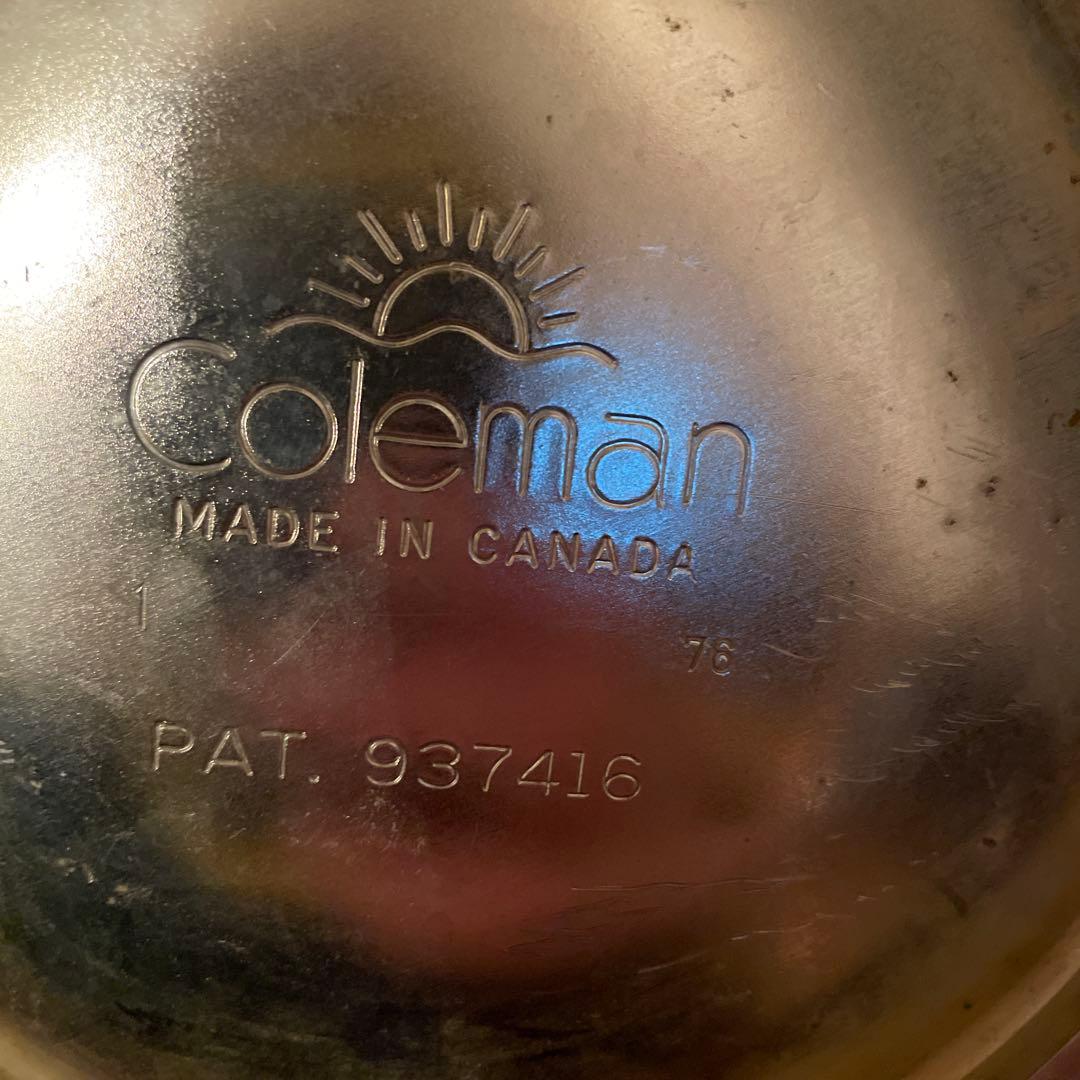 Coleman
MADE IN CANADA
1 76
PAT. 937416